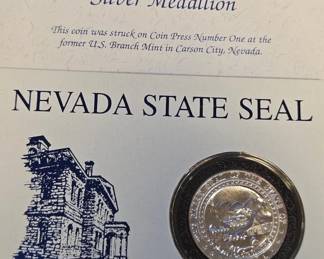 Silver Medallion
This coin was struck on Coin Press Number One at the
former U.S. Branch Mint in Carson City, Nevada.
NEVADA STATE SEAL